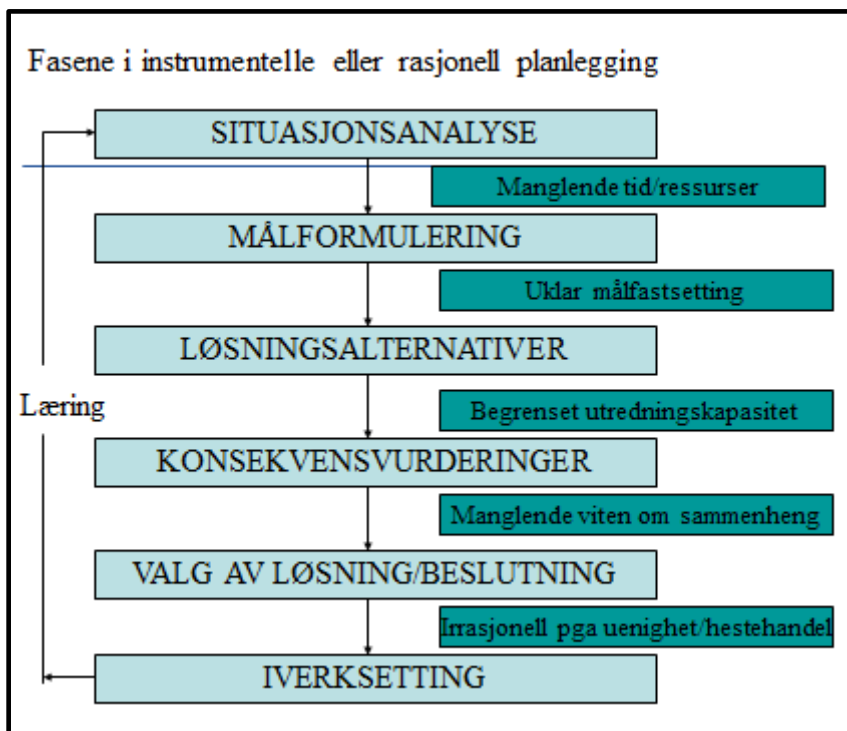 Fasene i instrumentelle eller rasjonell planlegging
SITUASJONSANALYSE
Manglende tid/ressurser
MÅLFORMULERING
Uklar målfastsetting
LØSNINGSALTERNATIVER
Læring
Begrenset utredningskapasitet
KONSEKVENSVURDERINGER
Manglende viten om sammenheng
VALG AV LØSNING/BESLUTNING
Irrasjonell pga uenighet/hestehandel
IVERKSETTING